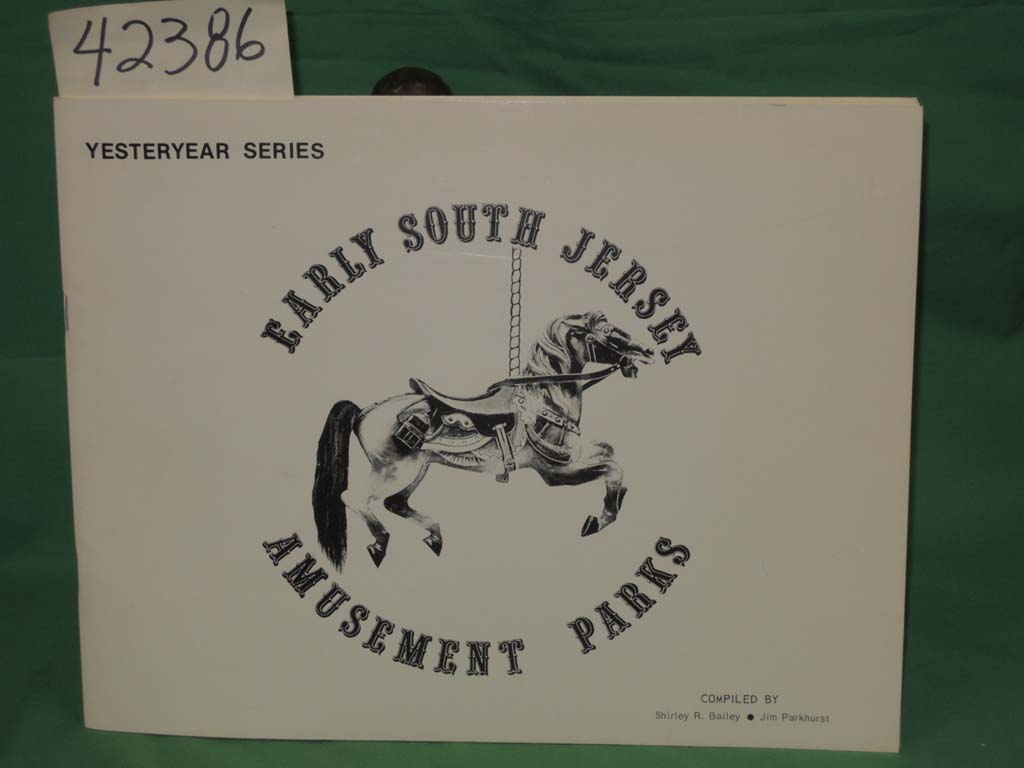 42386
YESTERYEAR SERIES
EARLY SOUTH JERSEY
AMUSEMENT PARKS
COMPILED BY
Shirley R. Bailey ● Jim Parkhurst